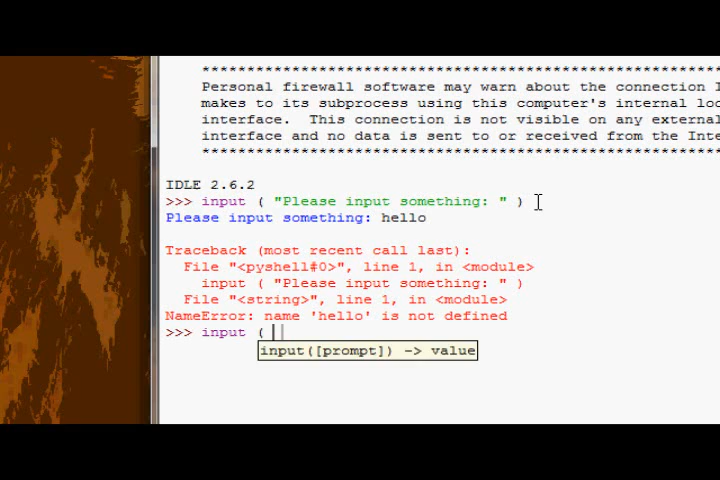 ****************************************************************
Personal firewall software may warn about the connection
makes to its subprocess using this computer's internal
interface.  This connection is not visible on any
interface and no data is sent to or received from the
****************************************************************
IDLE 2.6.2
>>> input ( "Please input something: " )
Please input something: hello
Traceback (most recent call last):
  File "<pyshell#0>", line 1, in <module>
    input ( "Please input something: " )
  File "<string>", line 1, in <module>
NameError: name 'hello' is not defined
>>> input (
input([prompt]) -> value